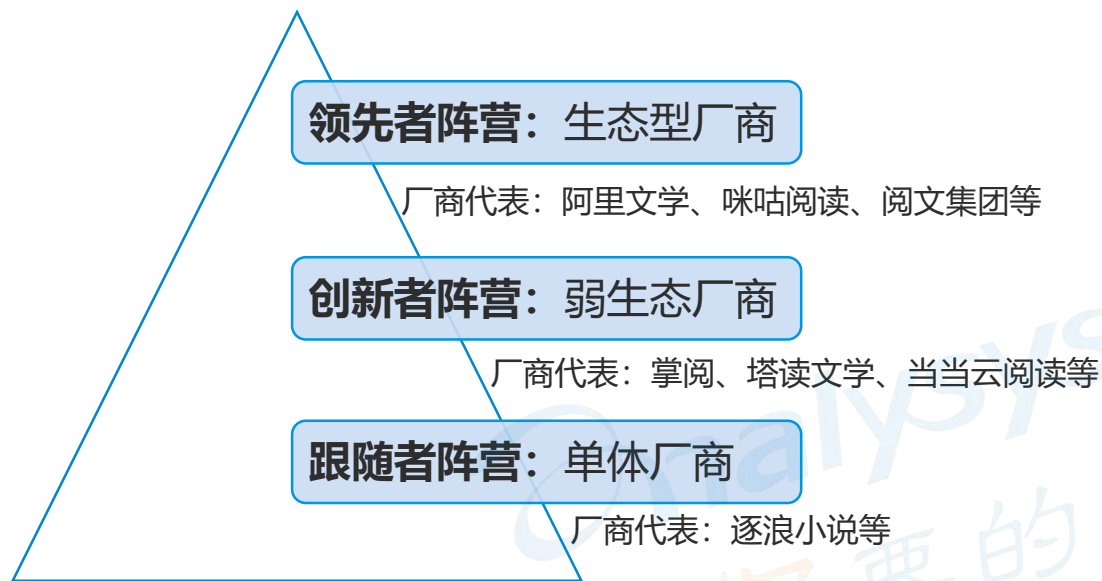 领先者阵营：生态型厂商
厂商代表：阿里文学、咪咕阅读、阅文集团等
创新者阵营：弱生态厂商
厂商代表：掌阅、塔读文学、当当云阅读等
跟随者阵营：单体厂商
厂商代表：逐浪小说等
nalysys
要的